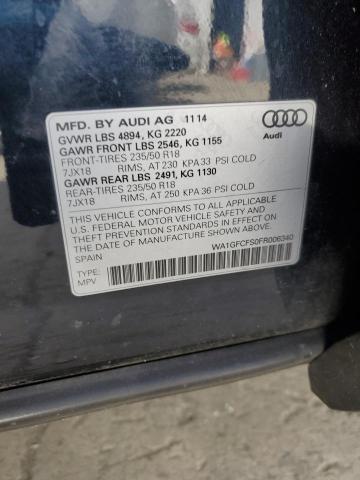 MFD. BY AUDI AG 11 14
GVWR LBS 4894, KG 2220
GAWR FRONT LBS 2546, KG 1155
FRONT-TIRES 235/50 R18
7JX18 RIMS, AT 230 KPA 33 PSI COLD
GAWR REAR LBS 2491, KG 1130
REAR-TIRES 235/50 R18
7JX18 RIMS, AT 250 KPA 36 PSI COLD
THIS VEHICLE CONFORMS TO ALL APPLICABLE
U.S. FEDERAL MOTOR VEHICLE SAFETY AND
THEFT PREVENTION STANDARDS IN EFFECT ON
THE DATE OF MANUFACTURE SHOWN ABOVE
SPAIN
WA1GFCFS0FR006340
TYPE:
MPV
Audi